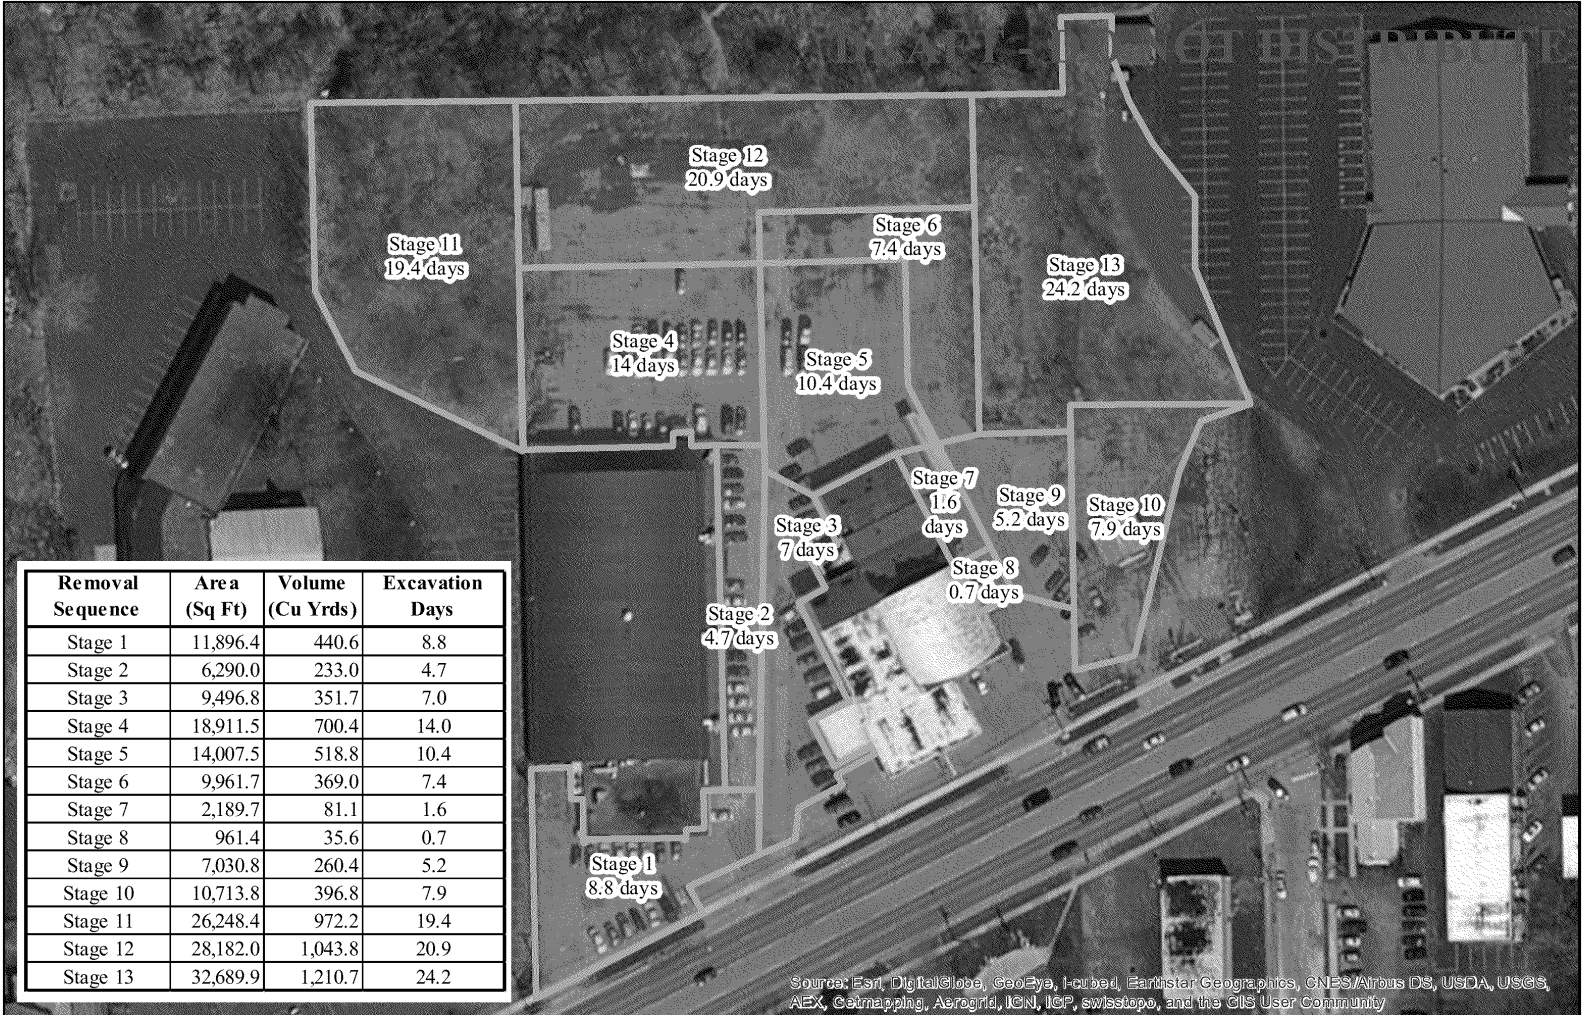 DRAFT - DO NOT DISTRIBUTE
Stage 12
20.9 days
Stage 6
7.4 days
Stage 11
19.4 days
Stage 13
24.2 days
Stage 4
14 days
Stage 5
10.4 days
Stage 7
1.6
days
Stage 9
5.2 days
Stage 10
7.9 days
Stage 3
7 days
Stage 8
0.7 days
Stage 2
4.7 days
Stage 1
8.8 days
Removal Sequence Area (Sq Ft) Volume (Cu Yrds) Excavation Days
Stage 1 11,896.4 440.6 8.8
Stage 2 6,290.0 233.0 4.7
Stage 3 9,496.8 351.7 7.0
Stage 4 18,911.5 700.4 14.0
Stage 5 14,007.5 518.8 10.4
Stage 6 9,961.7 369.0 7.4
Stage 7 2,189.7 81.1 1.6
Stage 8 961.4 35.6 0.7
Stage 9 7,030.8 260.4 5.2
Stage 10 10,713.8 396.8 7.9
Stage 11 26,248.4 972.2 19.4
Stage 12 28,182.0 1,043.8 20.9
Stage 13 32,689.9 1,210.7 24.2
Source: Esri, DigitalGlobe, GeoEye, i-cubed, Earthstar Geographics, CNES/Airbus DS, USDA, USGS,
AEX, Getmapping, Aerogrid, IGN, IGP, swisstopo, and the GIS User Community